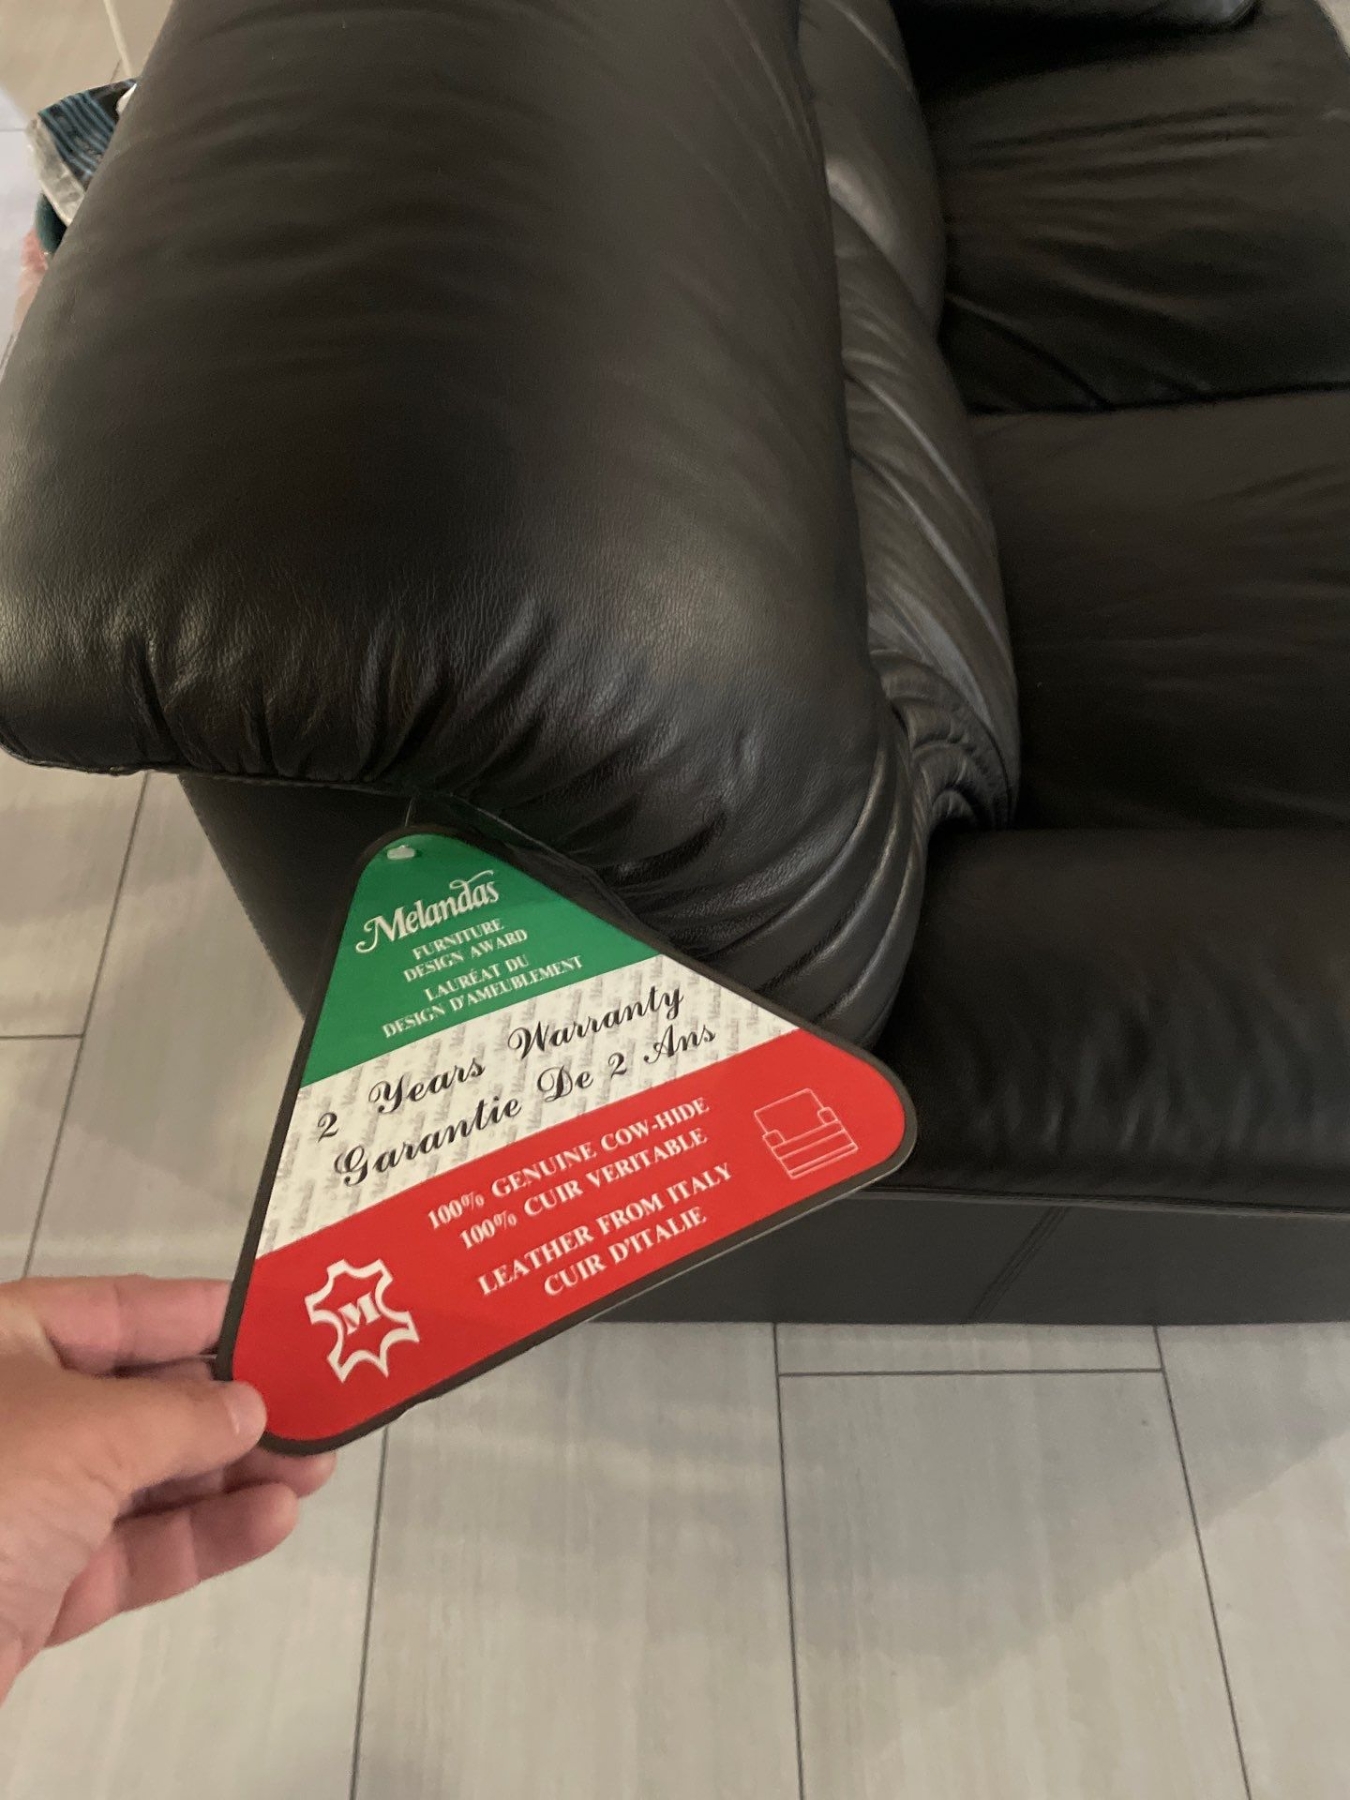 Melandas
FURNITURE
DESIGN AWARD
LAURÉAT DU
DESIGN D'AMEUBLEMENT
2 Years Warranty
Garantie De 2 Ans
100% GENUINE COW-HIDE
100% CUIR VERITABLE
LEATHER FROM ITALY
CUIR D'ITALIE
M